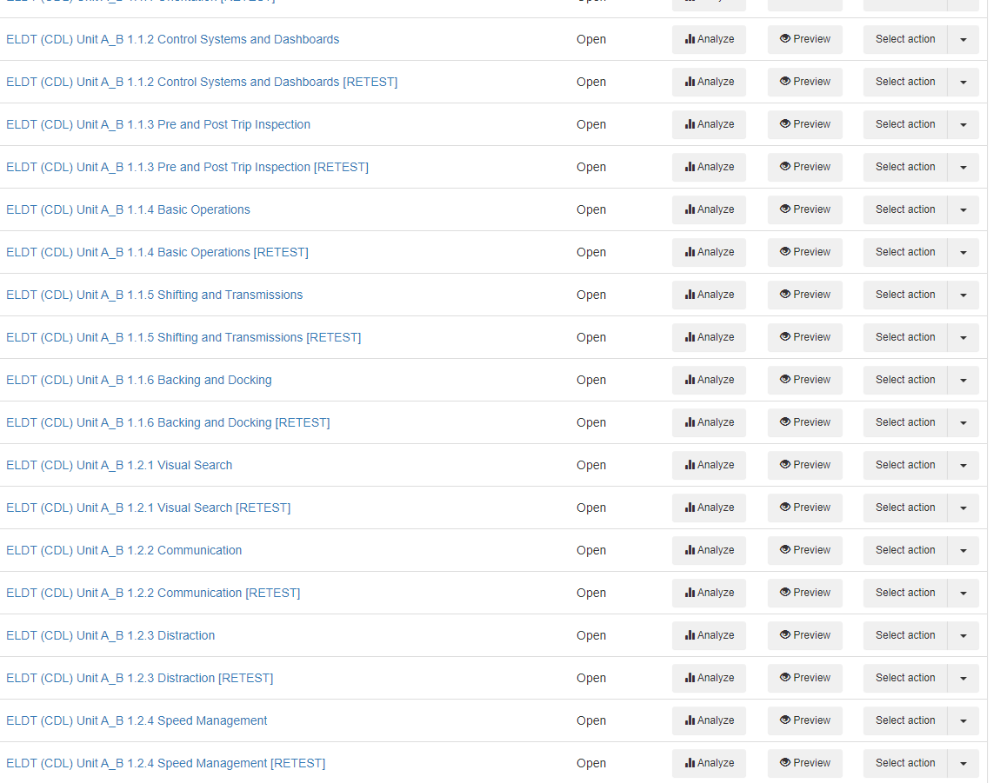 ELDT (CDL) Unit A_B 1.1.2 Control Systems and Dashboards Open Analyze Preview Select action
ELDT (CDL) Unit A_B 1.1.2 Control Systems and Dashboards [RETEST] Open Analyze Preview Select action
ELDT (CDL) Unit A_B 1.1.3 Pre and Post Trip Inspection Open Analyze Preview Select action
ELDT (CDL) Unit A_B 1.1.3 Pre and Post Trip Inspection [RETEST] Open Analyze Preview Select action
ELDT (CDL) Unit A_B 1.1.4 Basic Operations Open Analyze Preview Select action
ELDT (CDL) Unit A_B 1.1.4 Basic Operations [RETEST] Open Analyze Preview Select action
ELDT (CDL) Unit A_B 1.1.5 Shifting and Transmissions Open Analyze Preview Select action
ELDT (CDL) Unit A_B 1.1.5 Shifting and Transmissions [RETEST] Open Analyze Preview Select action
ELDT (CDL) Unit A_B 1.1.6 Backing and Docking Open Analyze Preview Select action
ELDT (CDL) Unit A_B 1.1.6 Backing and Docking [RETEST] Open Analyze Preview Select action
ELDT (CDL) Unit A_B 1.2.1 Visual Search Open Analyze Preview Select action
ELDT (CDL) Unit A_B 1.2.1 Visual Search [RETEST] Open Analyze Preview Select action
ELDT (CDL) Unit A_B 1.2.2 Communication Open Analyze Preview Select action
ELDT (CDL) Unit A_B 1.2.2 Communication [RETEST] Open Analyze Preview Select action
ELDT (CDL) Unit A_B 1.2.3 Distraction Open Analyze Preview Select action
ELDT (CDL) Unit A_B 1.2.3 Distraction [RETEST] Open Analyze Preview Select action
ELDT (CDL) Unit A_B 1.2.4 Speed Management Open Analyze Preview Select action
ELDT (CDL) Unit A_B 1.2.4 Speed Management [RETEST] Open Analyze Preview Select action